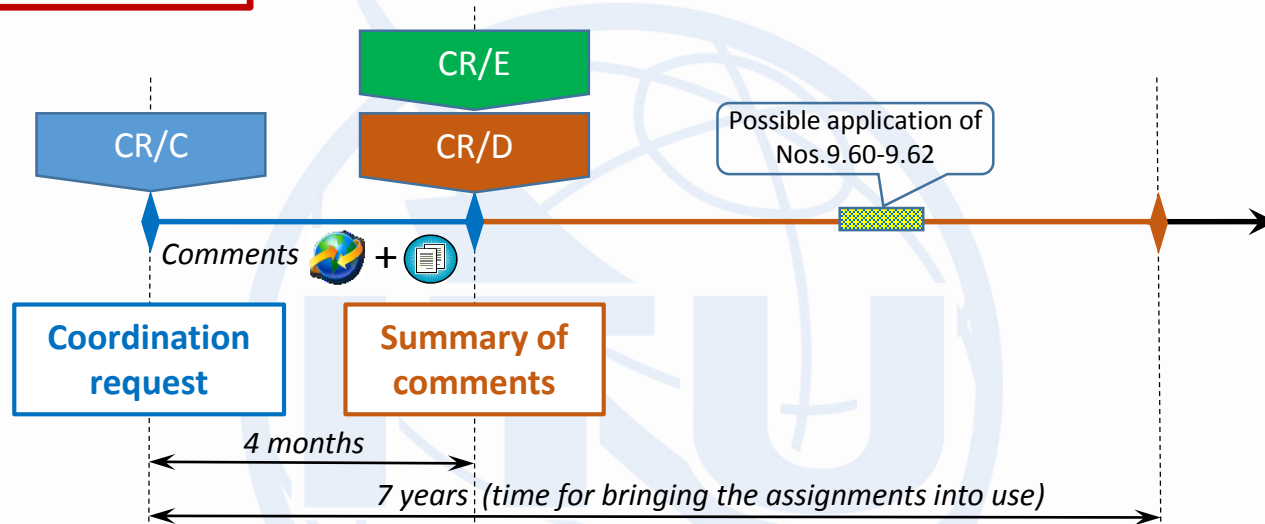 CR/E
CR/C
CR/D
Possible application of
Nos.9.60-9.62
Comments
+
Coordination
request
Summary of
comments
4 months
7 years (time for bringing the assignments into use)
ITU